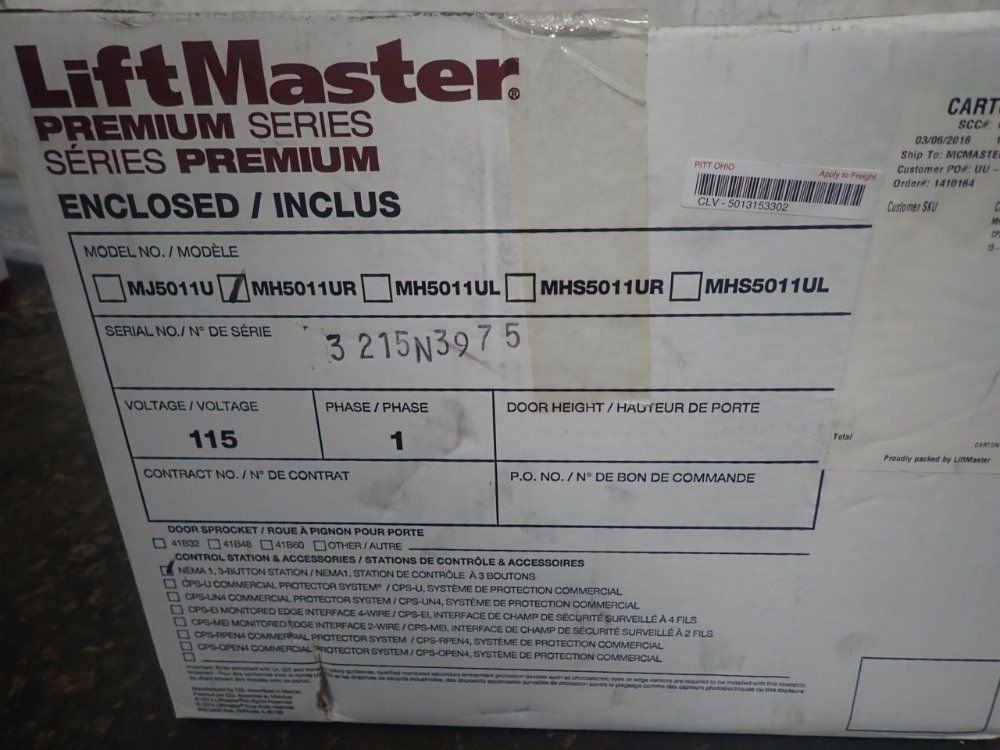 LiftMaster®
PREMIUM SERIES
SÉRIES PREMIUM
ENCLOSED / INCLUS
MODEL NO. / MODÈLE
MJ5011U MH5011UR MH5011UL MHS5011UR MHS5011UL
SERIAL NO./ N° DE SÉRIE
3 215N3975
VOLTAGE / VOLTAGE
115
PHASE / PHASE
1
DOOR HEIGHT / HAUTEUR DE PORTE
CONTRACT NO. / N° DE CONTRAT
P.O. NO. / N° DE BON DE COMMANDE
DOOR SPROCKET / ROUE À PIGNON POUR PORTE
41B32 41B48 41B60 OTHER / AUTRE
CONTROL STATION & ACCESSORIES / STATIONS DE CONTRÔLE & ACCESSOIRES
NEMA 1, 3-BUTTON STATION / NEMA1, STATION DE CONTRÔLE À 3 BOUTONS
CPS-U COMMERCIAL PROTECTOR SYSTEM® / CPS-U, SYSTÈME DE PROTECTION COMMERCIAL
CPS-UN4 COMMERCIAL PROTECTOR SYSTEM / CPS-UN4, SYSTÈME DE PROTECTION COMMERCIAL
CPS-EI MONITORED EDGE INTERFACE 4-WIRE / CPS-EI, INTERFACE DE CHAMP DE SÉCURITÉ SURVEILLÉ À 4 FILS
CPS-MEI MONITORED EDGE INTERFACE 2-WIRE / CPS-MEI, INTERFACE DE CHAMP DE SÉCURITÉ SURVEILLÉ À 2 FILS
CPS-RPEN4 COMMERCIAL PROTECTOR SYSTEM / CPS-RPEN4, SYSTÈME DE PROTECTION COMMERCIAL
CPS-OPEN4 COMMERCIAL PROTECTOR SYSTEM / CPS-OPEN4, SYSTÈME DE PROTECTION COMMERCIAL
PITT OHIO
Apply to Freight
CLV - 5013153302
CART
SCC#:
03/06/2016
Ship To: MCMASTE
Customer PO#: UU -
Order#: 1410164
Customer SKU
Total
CARTON
Proudly packed by LiftMaster